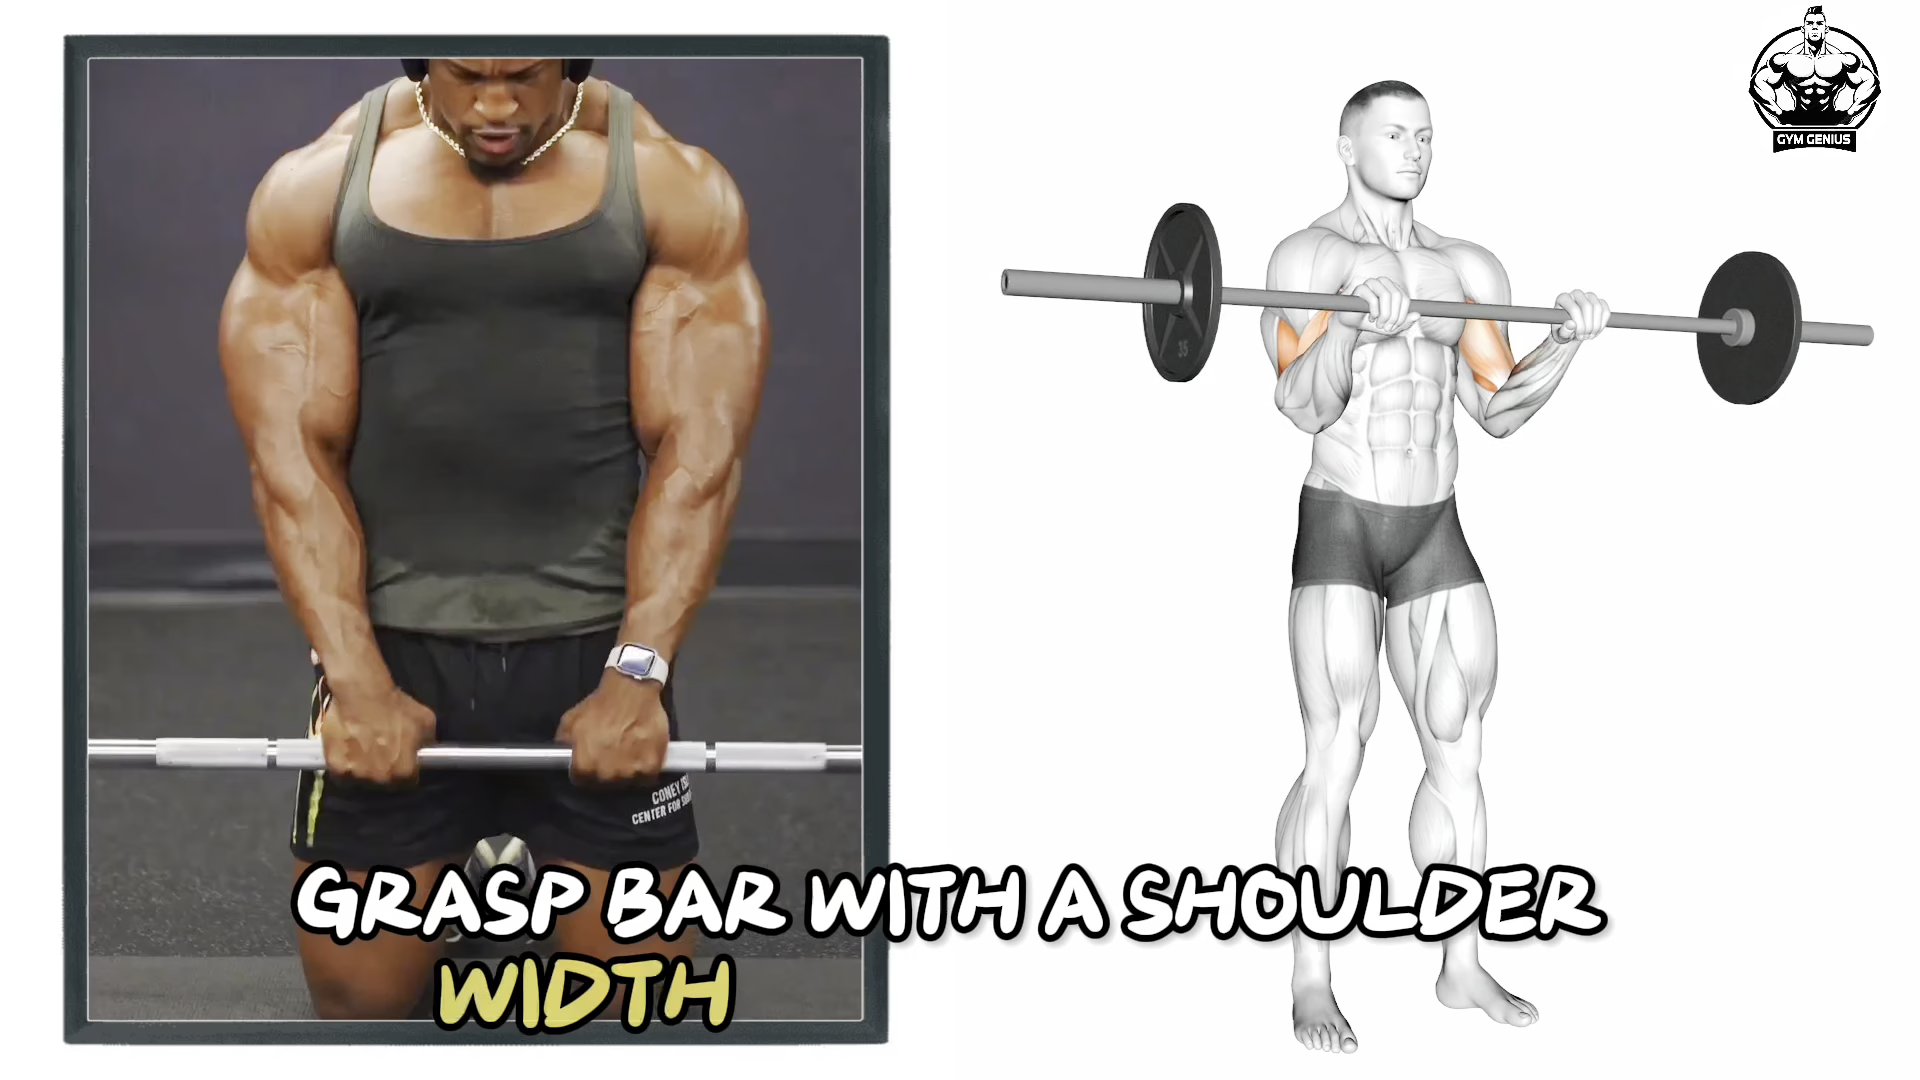 GYM GENIUS
35
CONEY ISL
CENTER FOR
GRASP BAR WITH A SHOULDER
WIDTH